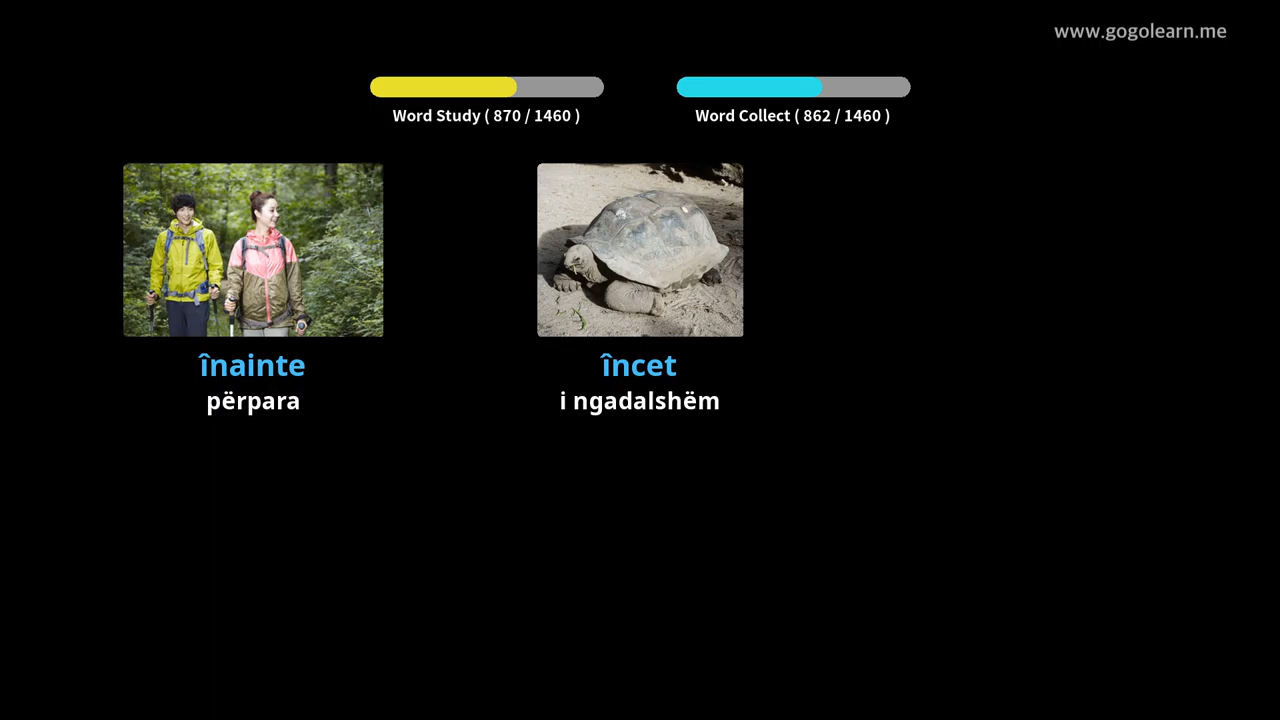 www.gogolearn.me
Word Study ( 870 / 1460 )
Word Collect ( 862 / 1460 )
înainte
përpara
încet
i ngadalshëm